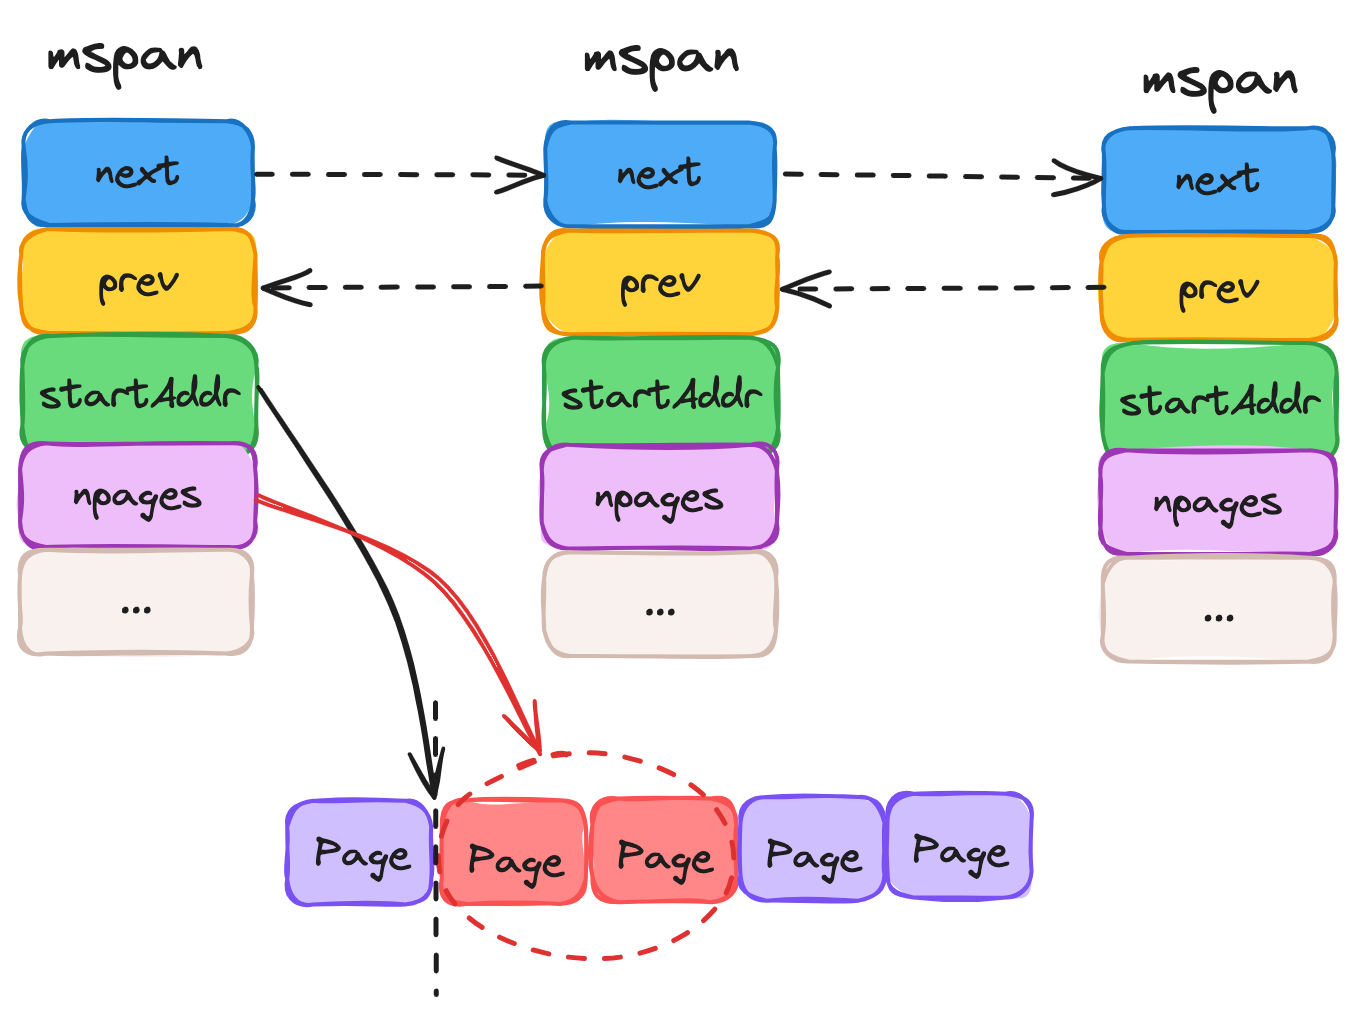 mspan
next
prev
startAddr
npages
...
mspan
next
prev
startAddr
npages
...
mspan
next
prev
startAddr
npages
...
Page
Page
Page
Page
Page